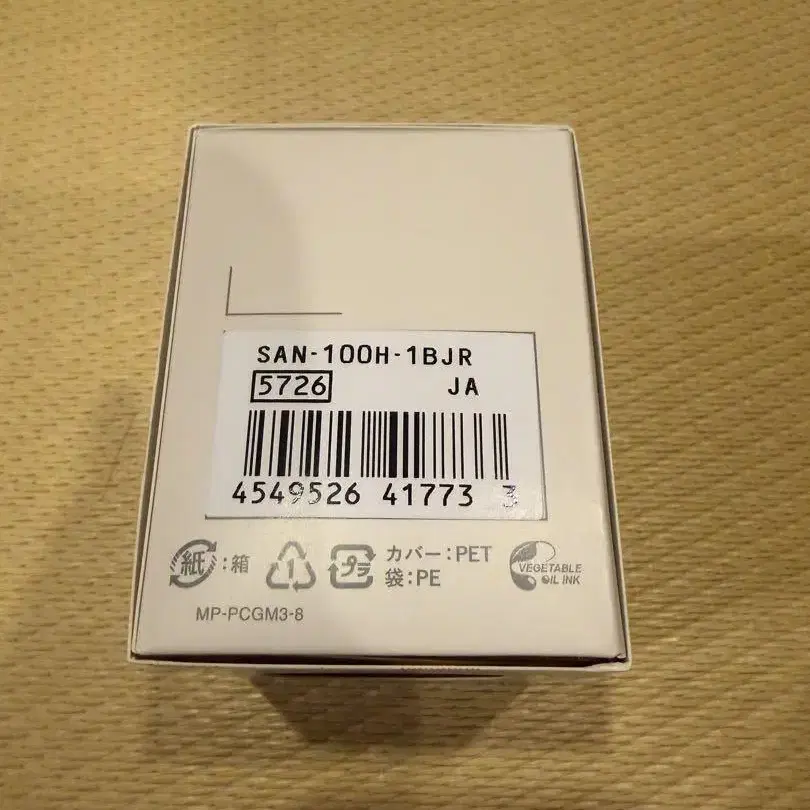 SAN-100H-1BJR
5726 JA
4549526 41773 3
紙:箱
1
プラ
カバー:PET
袋:PE
VEGETABLE
OIL INK
MP-PCGM3-8